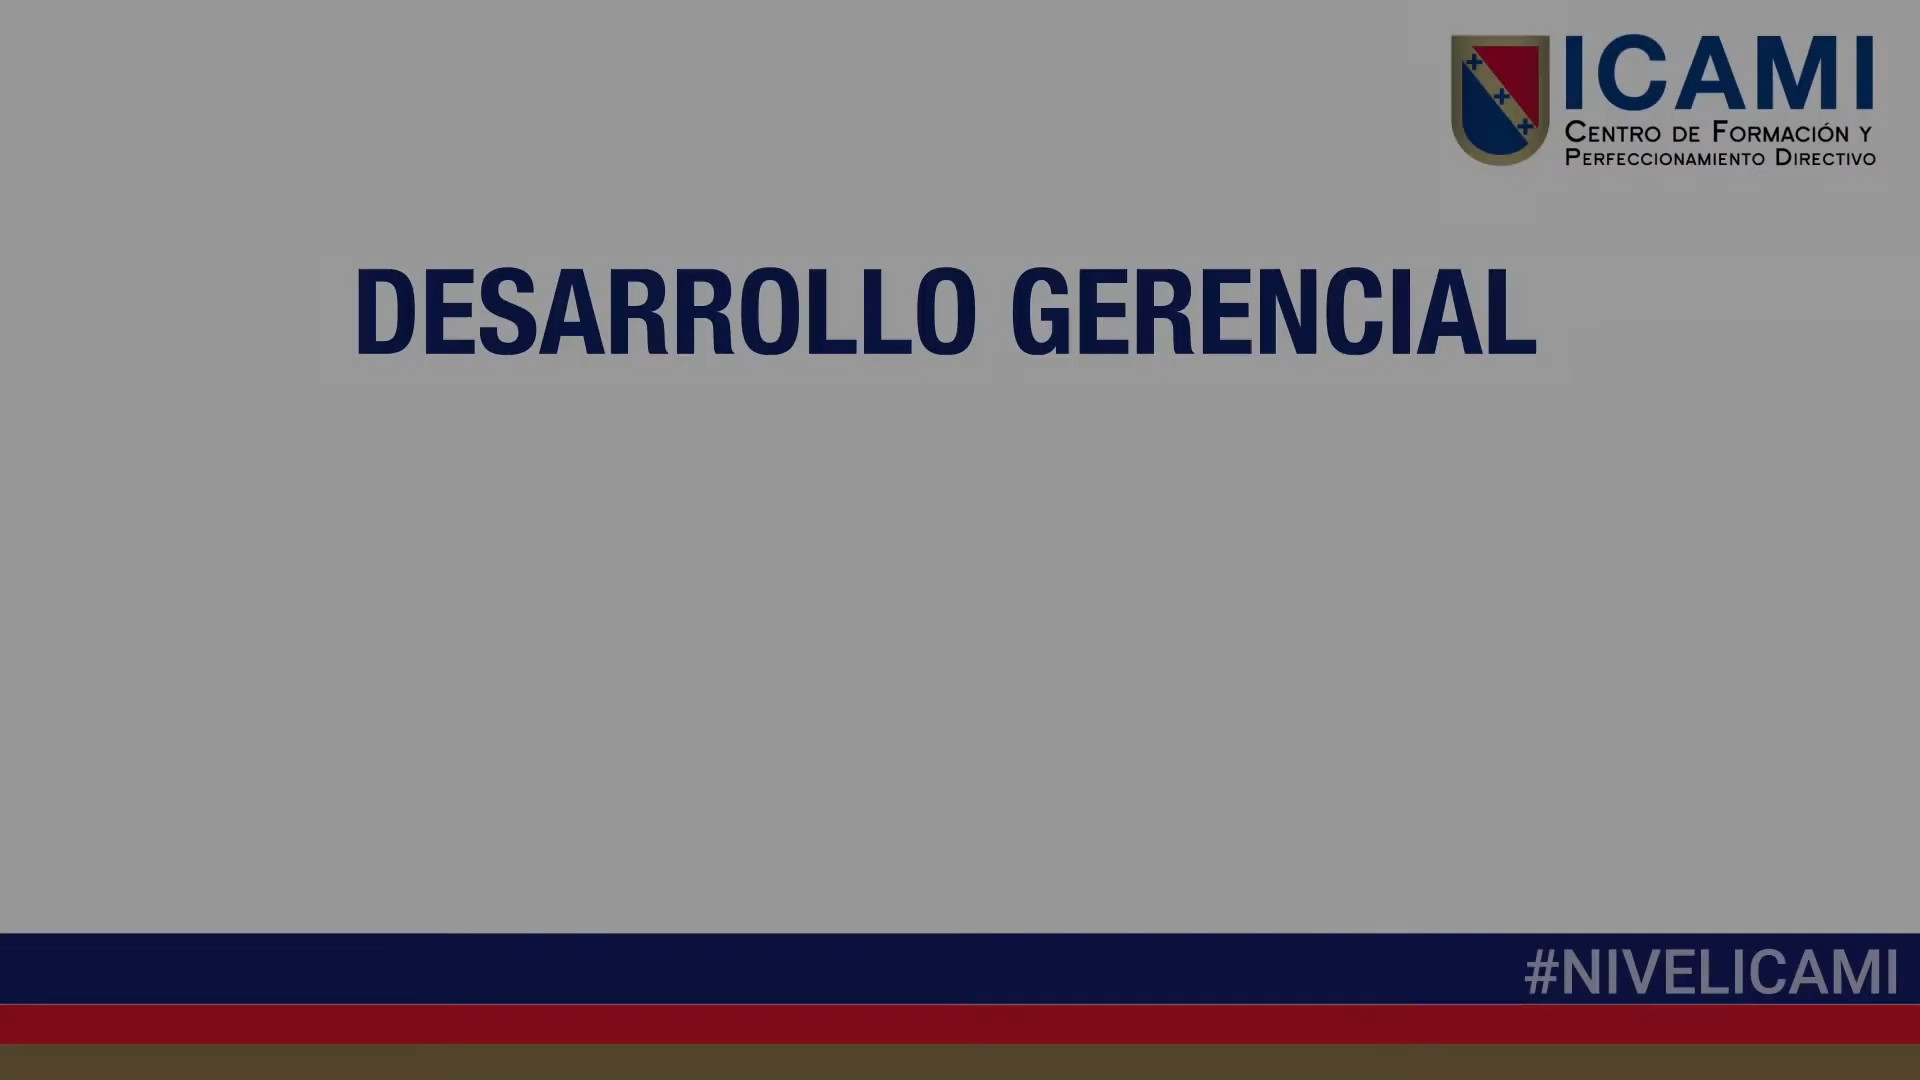 ICAMI
CENTRO DE FORMACIÓN Y
PERFECCIONAMIENTO DIRECTIVO
DESARROLLO GERENCIAL
#NIVELICAMI